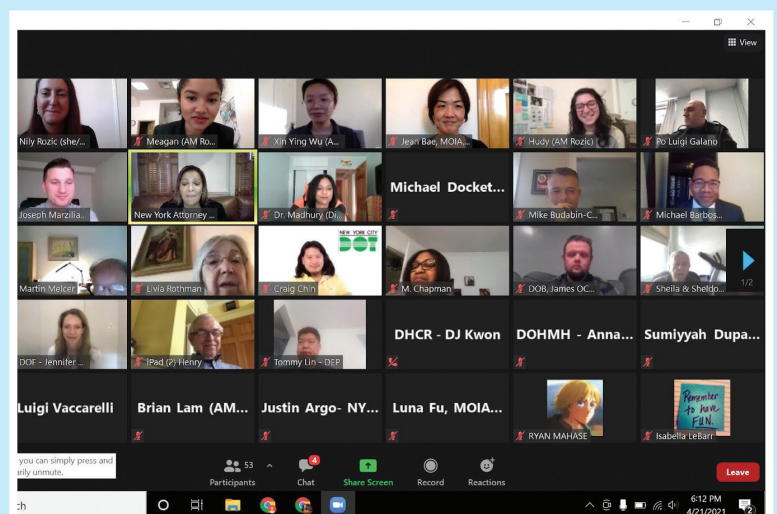 View
Nily Rozic (she/...
Meagan (AM Ro...
Xin Ying Wu (A...
Jean Bae, MOIA,...
Hudy (AM Rozic)
Po Luigi Galano
Joseph Marzilia...
New York Attorney ...
Dr. Madhury (Di...
Michael Docket...
Mike Budabin-C...
Michael Barbos...
Martin Melcer
Livia Rothman
NEW YORK CITY
DOT
Craig Chin
M. Chapman
DOB, James OC...
Sheila & Sheldo...
1/2
DOF - Jennifer ...
iPad (2) Henry
Tommy Lin - DEP
DHCR - DJ Kwon
DOHMH - Anna...
Sumiyyah Dupa...
Luigi Vaccarelli
Brian Lam (AM...
Justin Argo- NY...
Luna Fu, MOIA...
RYAN MAHASE
Remember
to have
FUN.
Isabella LeBarr
you can simply press and
arily unmute.
53
Participants
4
Chat
Share Screen
Record
Reactions
Leave
ch
6:12 PM
4/21/2021
2